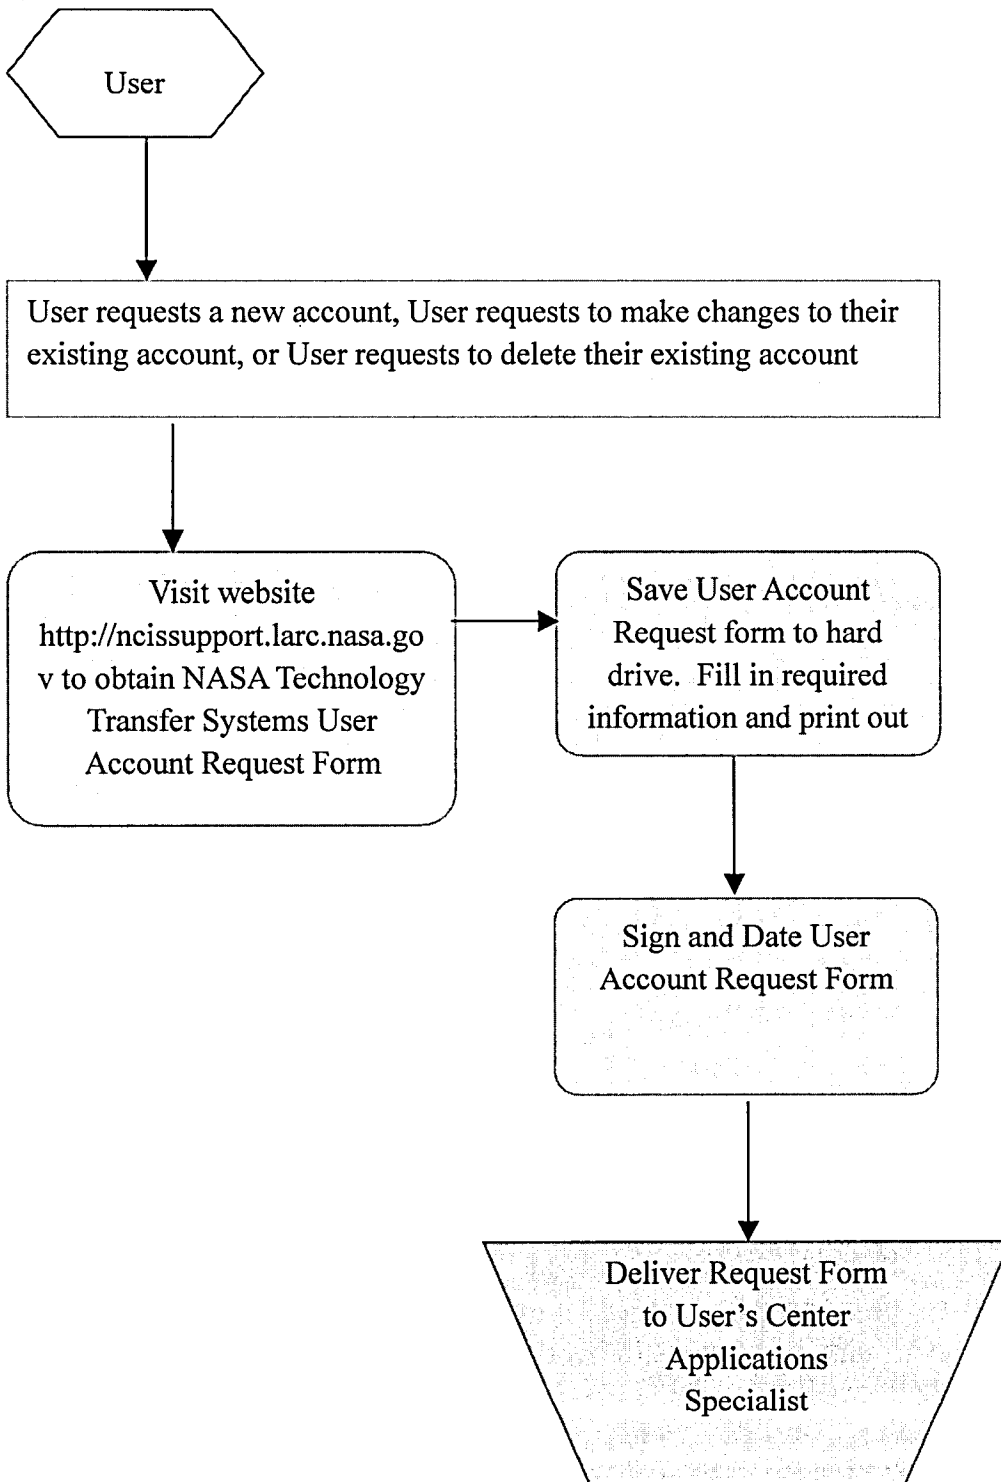 User
User requests a new account, User requests to make changes to their
existing account, or User requests to delete their existing account
Visit website
http://ncissupport.larc.nasa.go
v to obtain NASA Technology
Transfer Systems User
Account Request Form
Save User Account
Request form to hard
drive. Fill in required
information and print out
Sign and Date User
Account Request Form
Deliver Request Form
to User's Center
Applications
Specialist